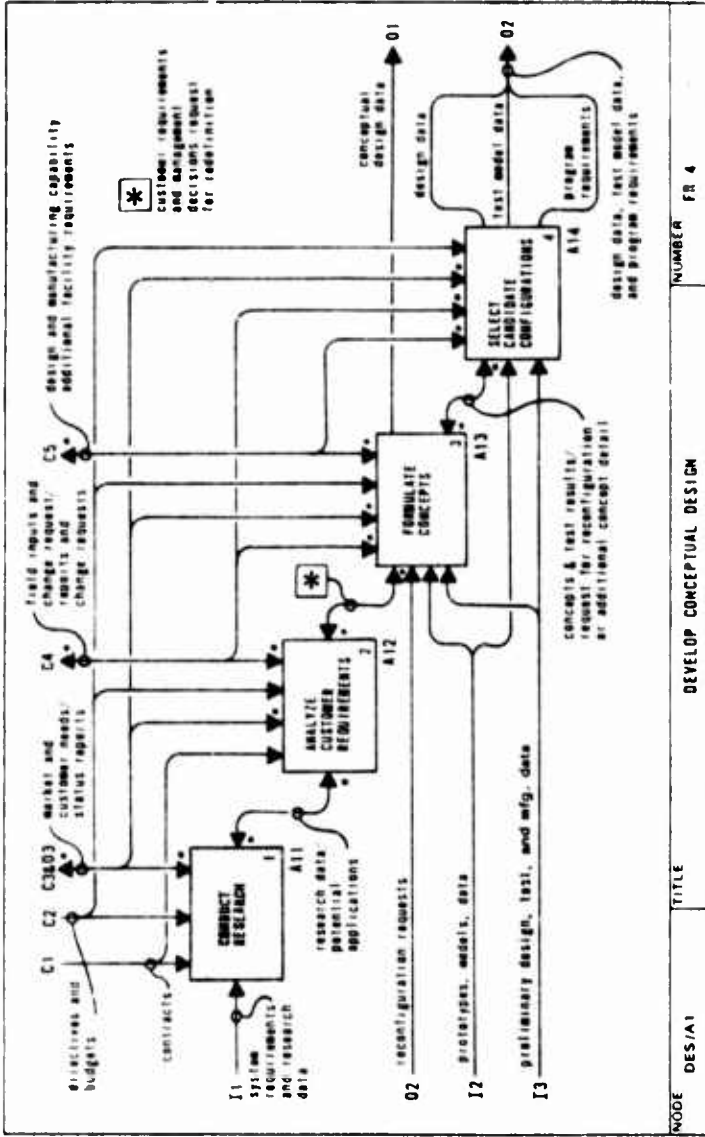 C1
C2
C3&O3
C4
C5
directives and
budgets
contracts
market and
customer needs/
status reports
field inputs and
change request/
reports and
change requests
design and manufacturing capability
additional facility requirements
*
customer requirements
and management
decisions request
for redefinition
I1
system
requirements
and research
data
CONDUCT
RESEARCH
1
A11
research data/
potential
applications
ANALYZE
CUSTOMER
REQUIREMENTS
2
A12
*
FORMULATE
CONCEPTS
3
A13
SELECT
CANDIDATE
CONFIGURATIONS
4
A14
conceptual
design data
O1
design data
test model data
program
requirements
O2
design data, test model data,
and program requirements
concepts & test results/
request for reconfiguration
or additional concept detail
O2
reconfiguration requests
I2
prototypes, models, data
I3
preliminary design, test, and mfg. data
NODE DES/A1
TITLE
DEVELOP CONCEPTUAL DESIGN
NUMBER
FR 4